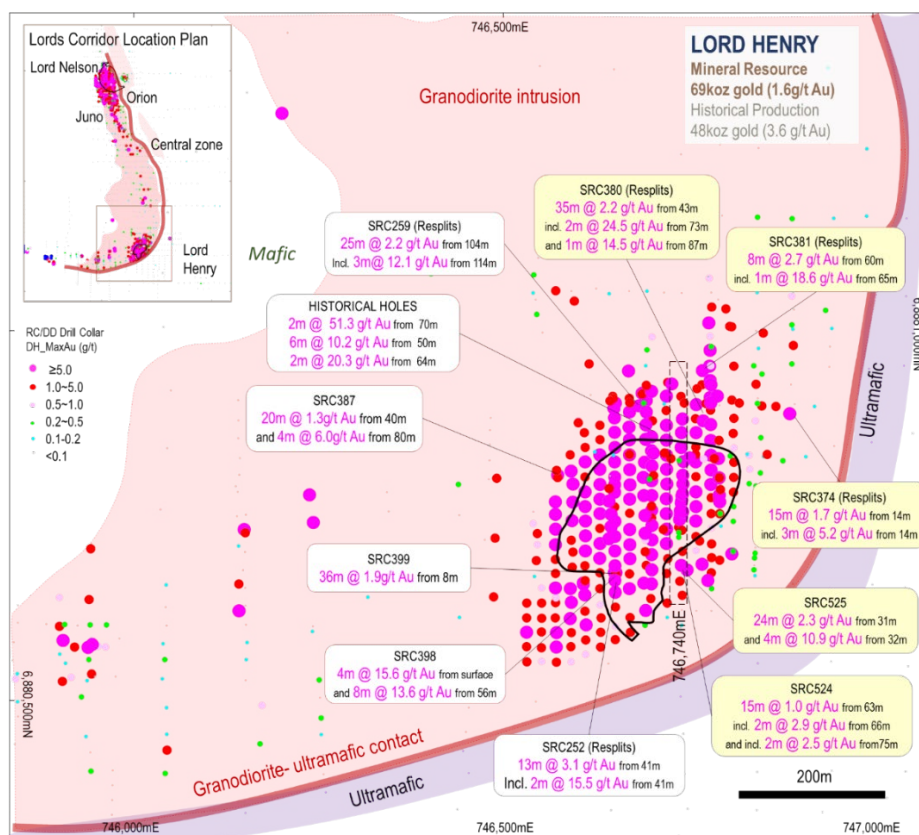 746,500mE
Lords Corridor Location Plan
Lord Nelson
Orion
Juno
Central zone
Lord
Henry
LORD HENRY
Mineral Resource
69koz gold (1.6g/t Au)
Historical Production
48koz gold (3.6 g/t Au)
Granodiorite intrusion
Mafic
SRC380 (Resplits)
35m @ 2.2 g/t Au from 43m
incl. 2m @ 24.5 g/t Au from 73m
and 1m @ 14.5 g/t Au from 87m
SRC259 (Resplits)
25m @ 2.2 g/t Au from 104m
Incl. 3m@ 12.1 g/t Au from 114m
SRC381 (Resplits)
8m @ 2.7 g/t Au from 60m
incl. 1m @ 18.6 g/t Au from 65m
HISTORICAL HOLES
2m @ 51.3 g/t Au from 70m
6m @ 10.2 g/t Au from 50m
2m @ 20.3 g/t Au from 64m
RC/DD Drill Collar
DH_MaxAu (g/t)
≥5.0
1.0~5.0
0.5~1.0
0.2~0.5
0.1-0.2
<0.1
SRC387
20m @ 1.3g/t Au from 40m
and 4m @ 6.0g/t Au from 80m
Ultramafic
SRC374 (Resplits)
15m @ 1.7 g/t Au from 14m
incl. 3m @ 5.2 g/t Au from 14m
SRC399
36m @ 1.9g/t Au from 8m
SRC525
24m @ 2.3 g/t Au from 31m
and 4m @ 10.9 g/t Au from 32m
746,740mE
SRC398
4m @ 15.6 g/t Au from surface
and 8m @ 13.6 g/t Au from 56m
SRC524
15m @ 1.0 g/t Au from 63m
incl. 2m @ 2.9 g/t Au from 66m
and incl. 2m @ 2.5 g/t Au from75m
6,880,500mN
SRC252 (Resplits)
13m @ 3.1 g/t Au from 41m
Incl. 2m @ 15.5 g/t Au from 41m
Granodiorite- ultramafic contact
Ultramafic
200m
746,000mE
746,500mE
747,000mE